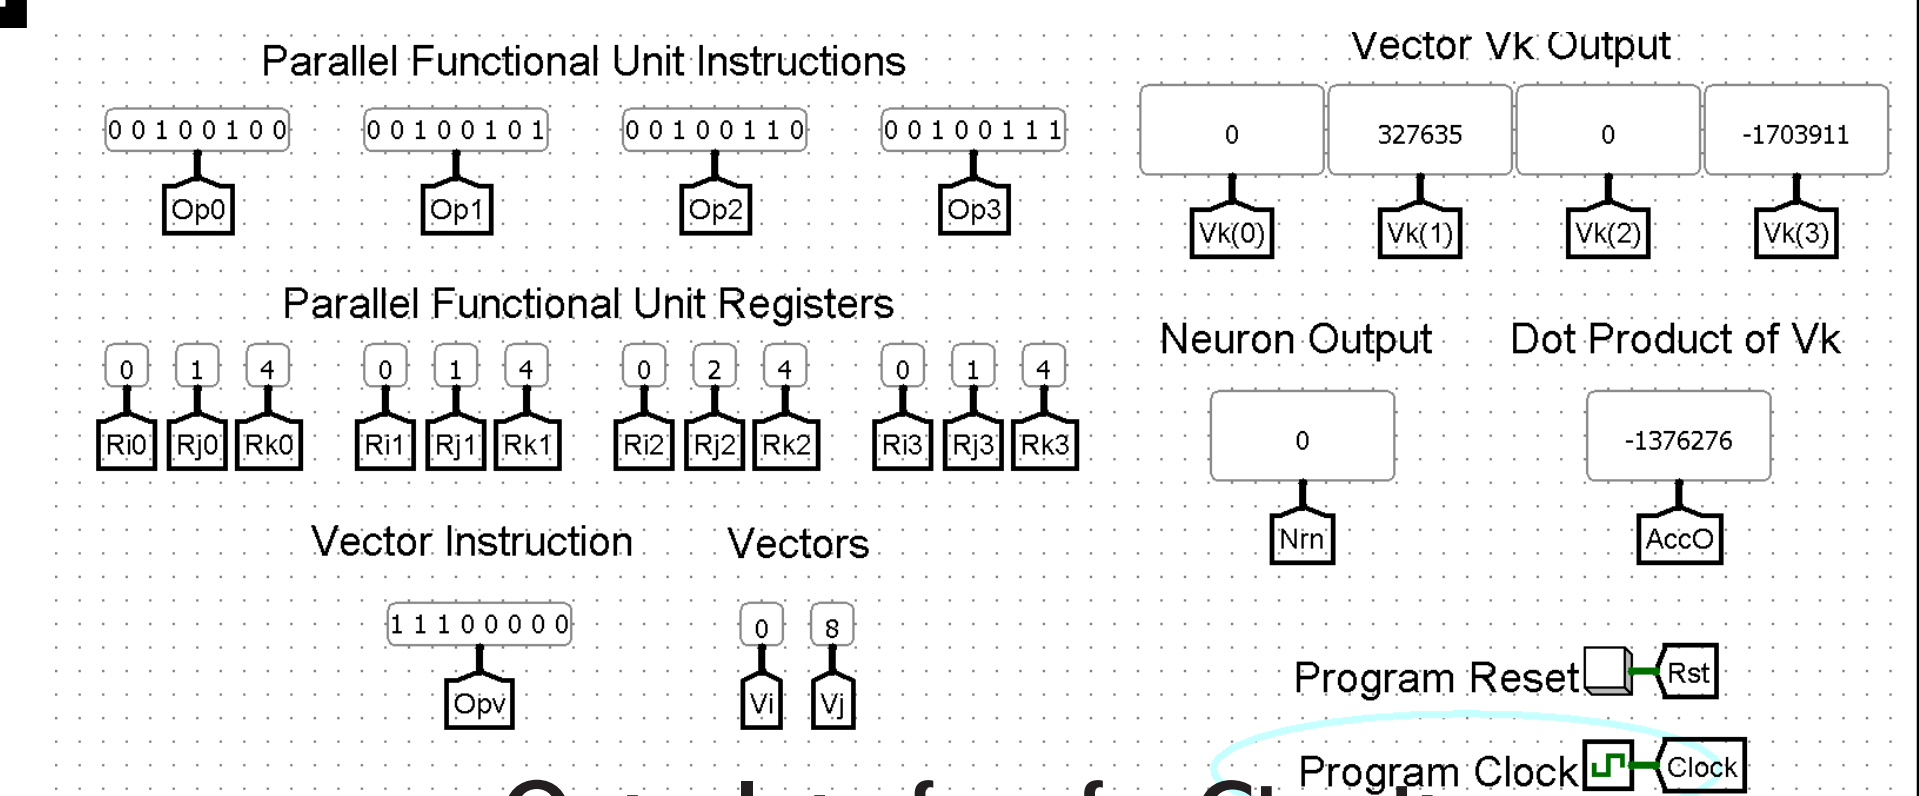 Parallel Functional Unit Instructions
0 0 1 0 0 1 0 0
0 0 1 0 0 1 0 1
0 0 1 0 0 1 1 0
0 0 1 0 0 1 1 1
Op0
Op1
Op2
Op3
Parallel Functional Unit Registers
0 1 4
0 1 4
0 2 4
0 1 4
Ri0 Rj0 Rk0
Ri1 Rj1 Rk1
Ri2 Rj2 Rk2
Ri3 Rj3 Rk3
Vector Instruction
1 1 1 0 0 0 0 0
Opv
Vectors
0 8
Vi Vj
Vector Vk Output
0
327635
0
-1703911
Vk(0)
Vk(1)
Vk(2)
Vk(3)
Neuron Output
0
Nrn
Dot Product of Vk
-1376276
AccO
Program Reset
Rst
Program Clock
Clock